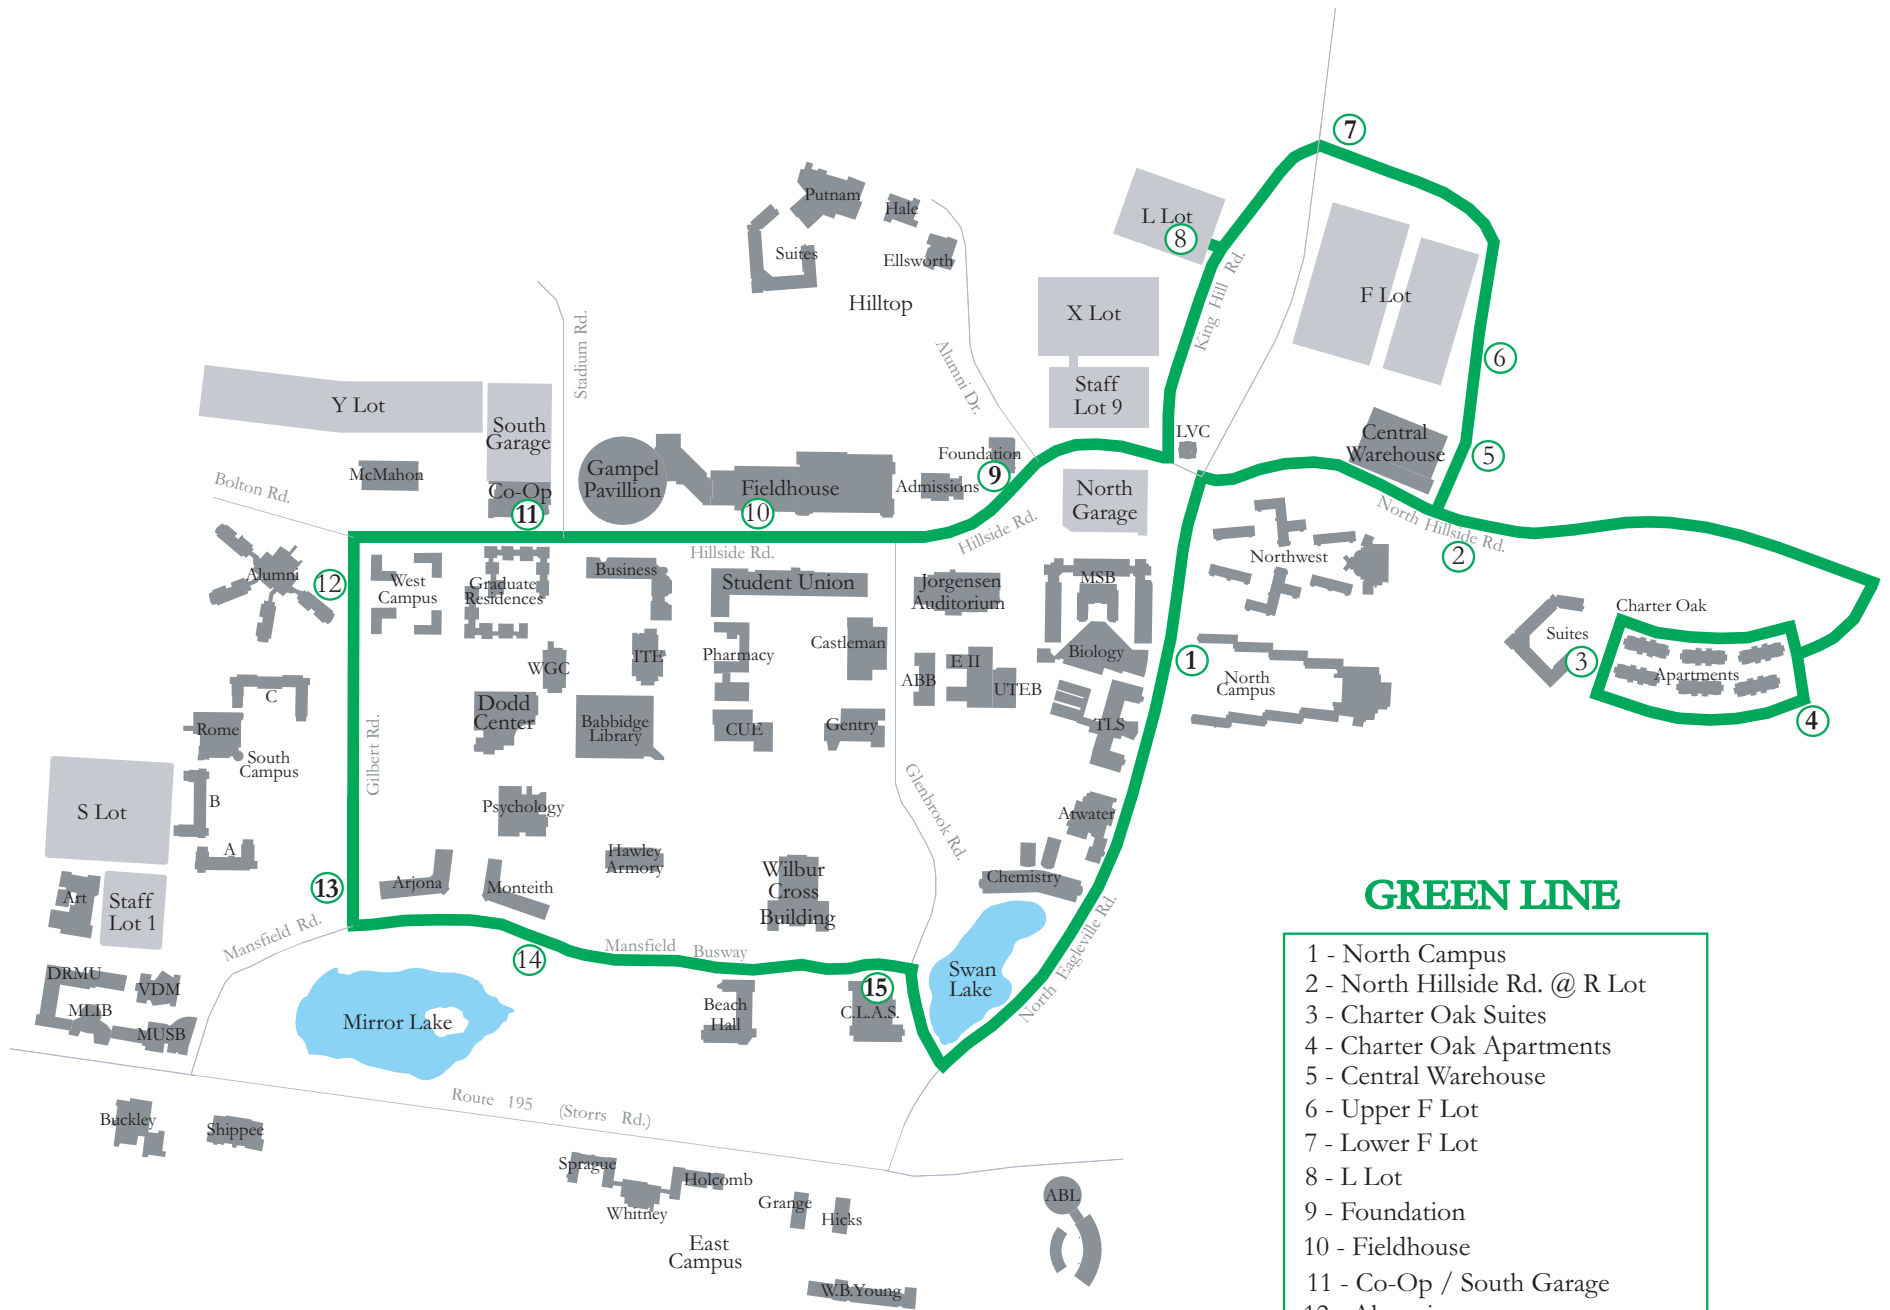 7
Putnam
Hale
L Lot
8
Suites
Ellsworth
Hilltop
King Hill Rd.
F Lot
X Lot
Stadium Rd.
Alumni Dr.
6
Staff
Lot 9
Y Lot
South
Garage
LVC
Central
Warehouse
5
Foundation
9
McMahon
Gampel
Pavillion
Fieldhouse
10
Admissions
Co-Op
11
North
Garage
Bolton Rd.
North Hillside Rd.
2
Hillside Rd.
Hillside Rd.
Northwest
Alumni
12
West
Campus
Graduate
Residences
Business
Student Union
Jorgensen
Auditorium
MSB
Charter Oak
Suites
3
Apartments
4
WGC
ITE
Pharmacy
Castleman
ABB
E II
UTEB
Biology
1
North
Campus
C
Rome
South
Campus
Gilbert Rd.
Dodd
Center
Babbidge
Library
CUE
Gentry
TLS
B
S Lot
A
Psychology
Glenbrook Rd.
Atwater
Hawley
Armory
Wilbur
Cross
Building
Chemistry
13
Arjona
Monteith
Art
Staff
Lot 1
Mansfield Rd.
14
Mansfield Busway
15
Swan
Lake
North Eagleville Rd.
DRMU
VDM
MLIB
MUSB
Mirror Lake
Beach
Hall
C.L.A.S.
Route 195 (Storrs Rd.)
Buckley
Shippee
Sprague
Holcomb
Whitney
Grange
Hicks
East
Campus
ABL
W.B.Young
GREEN LINE
1 - North Campus
2 - North Hillside Rd. @ R Lot
3 - Charter Oak Suites
4 - Charter Oak Apartments
5 - Central Warehouse
6 - Upper F Lot
7 - Lower F Lot
8 - L Lot
9 - Foundation
10 - Fieldhouse
11 - Co-Op / South Garage